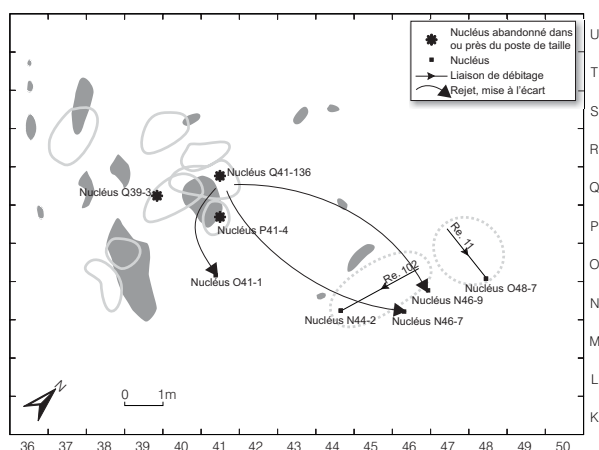 Nucléus abandonné dans
ou près du poste de taille
Nucléus
Liaison de débitage
Rejet, mise à l'écart
U
T
S
R
Q
P
O
N
M
L
K
Nucléus Q41-136
Nucléus Q39-3
Nucléus P41-4
Re. 11
Re. 102
Nucléus O41-1
Nucléus O48-7
Nucléus N46-9
Nucléus N44-2
Nucléus N46-7
N
0 1m
36 37 38 39 40 41 42 43 44 45 46 47 48 49 50